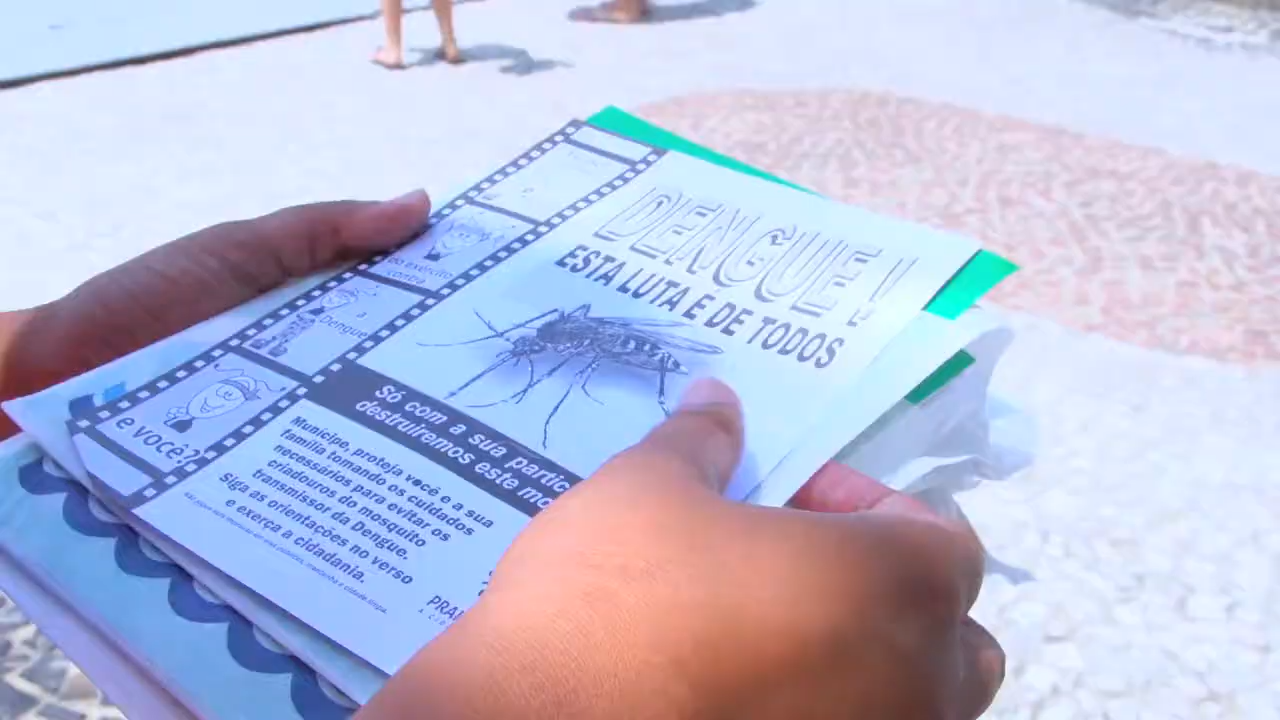 DENGUE!
ESTA LUTA E DE TODOS
do exército
contra
a
Dengue
e você?
Só com a sua partic
destruiremos este mo
Munícipe, proteja você e a sua
família tomando os cuidados
necessários para evitar os
criadouros do mosquito
transmissor da Dengue.
Siga as orientações no verso
e exerça a cidadania.
PRAI